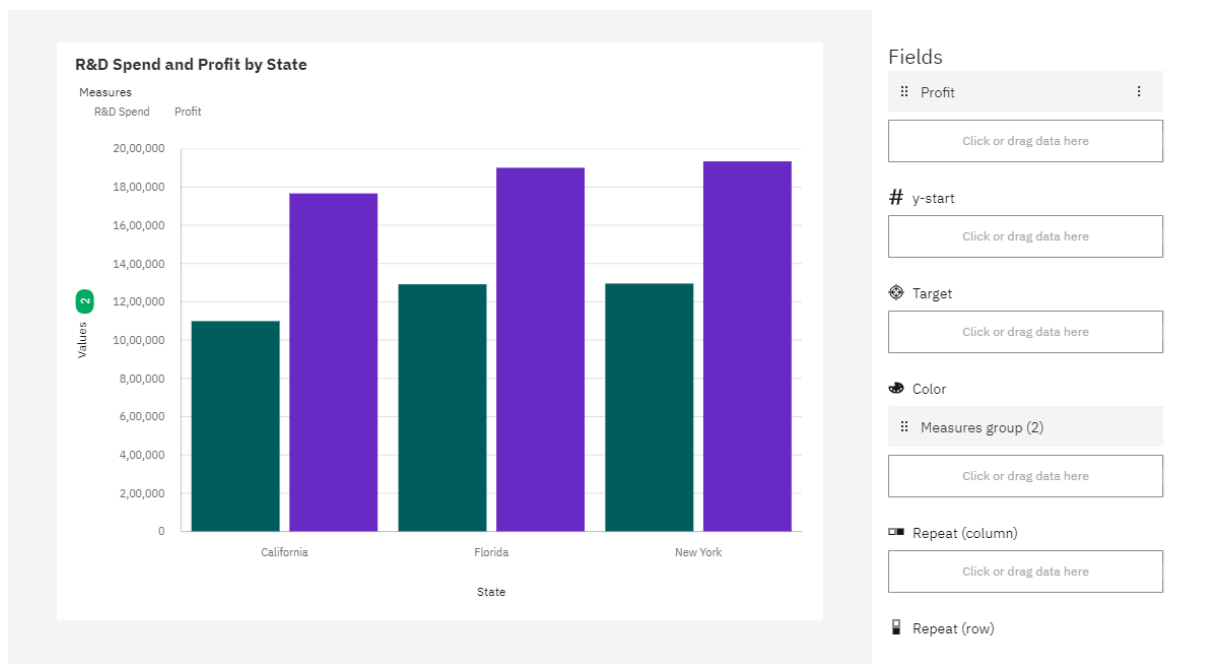 R&D Spend and Profit by State
Measures
R&D Spend Profit
20,00,000
18,00,000
16,00,000
14,00,000
12,00,000
10,00,000
8,00,000
6,00,000
4,00,000
2,00,000
0
Values 2
California Florida New York
State
Fields
Profit
Click or drag data here
# y-start
Click or drag data here
Target
Click or drag data here
Color
Measures group (2)
Click or drag data here
Repeat (column)
Click or drag data here
Repeat (row)